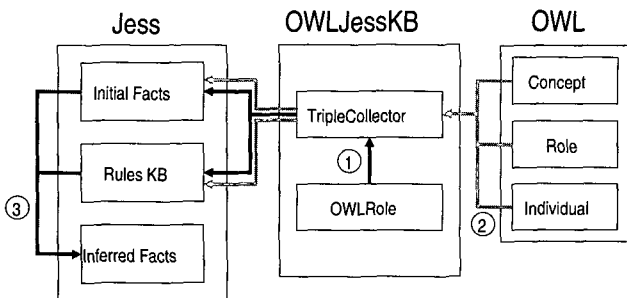 Jess
OWLJessKB
OWL
Initial Facts
Rules KB
Inferred Facts
TripleCollector
OWLRole
Concept
Role
Individual
1
2
3